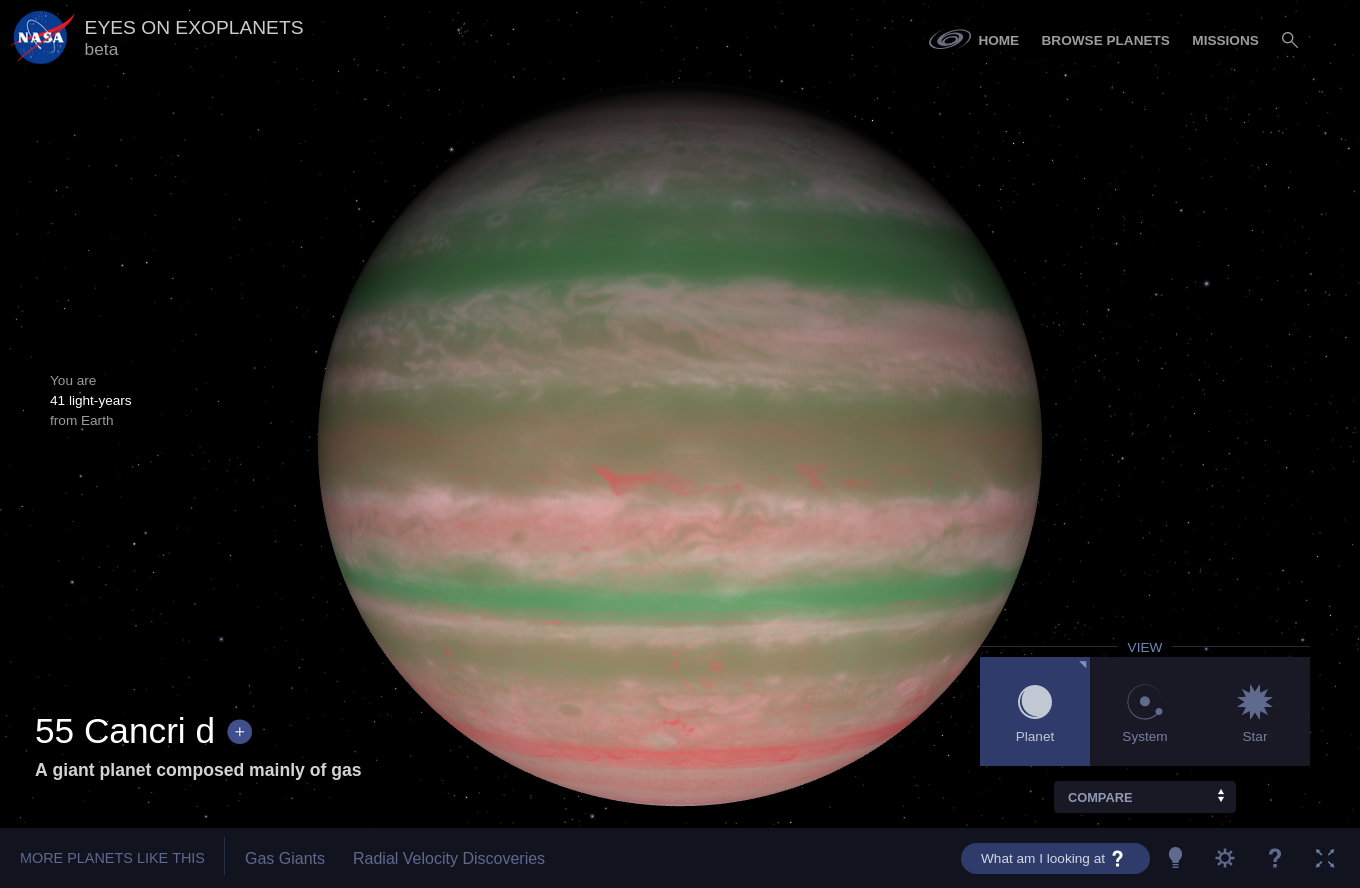 NASA
EYES ON EXOPLANETS
beta
HOME BROWSE PLANETS MISSIONS
You are
41 light-years
from Earth
VIEW
Planet System Star
55 Cancri d +
A giant planet composed mainly of gas
COMPARE
MORE PLANETS LIKE THIS Gas Giants Radial Velocity Discoveries What am I looking at ? ?